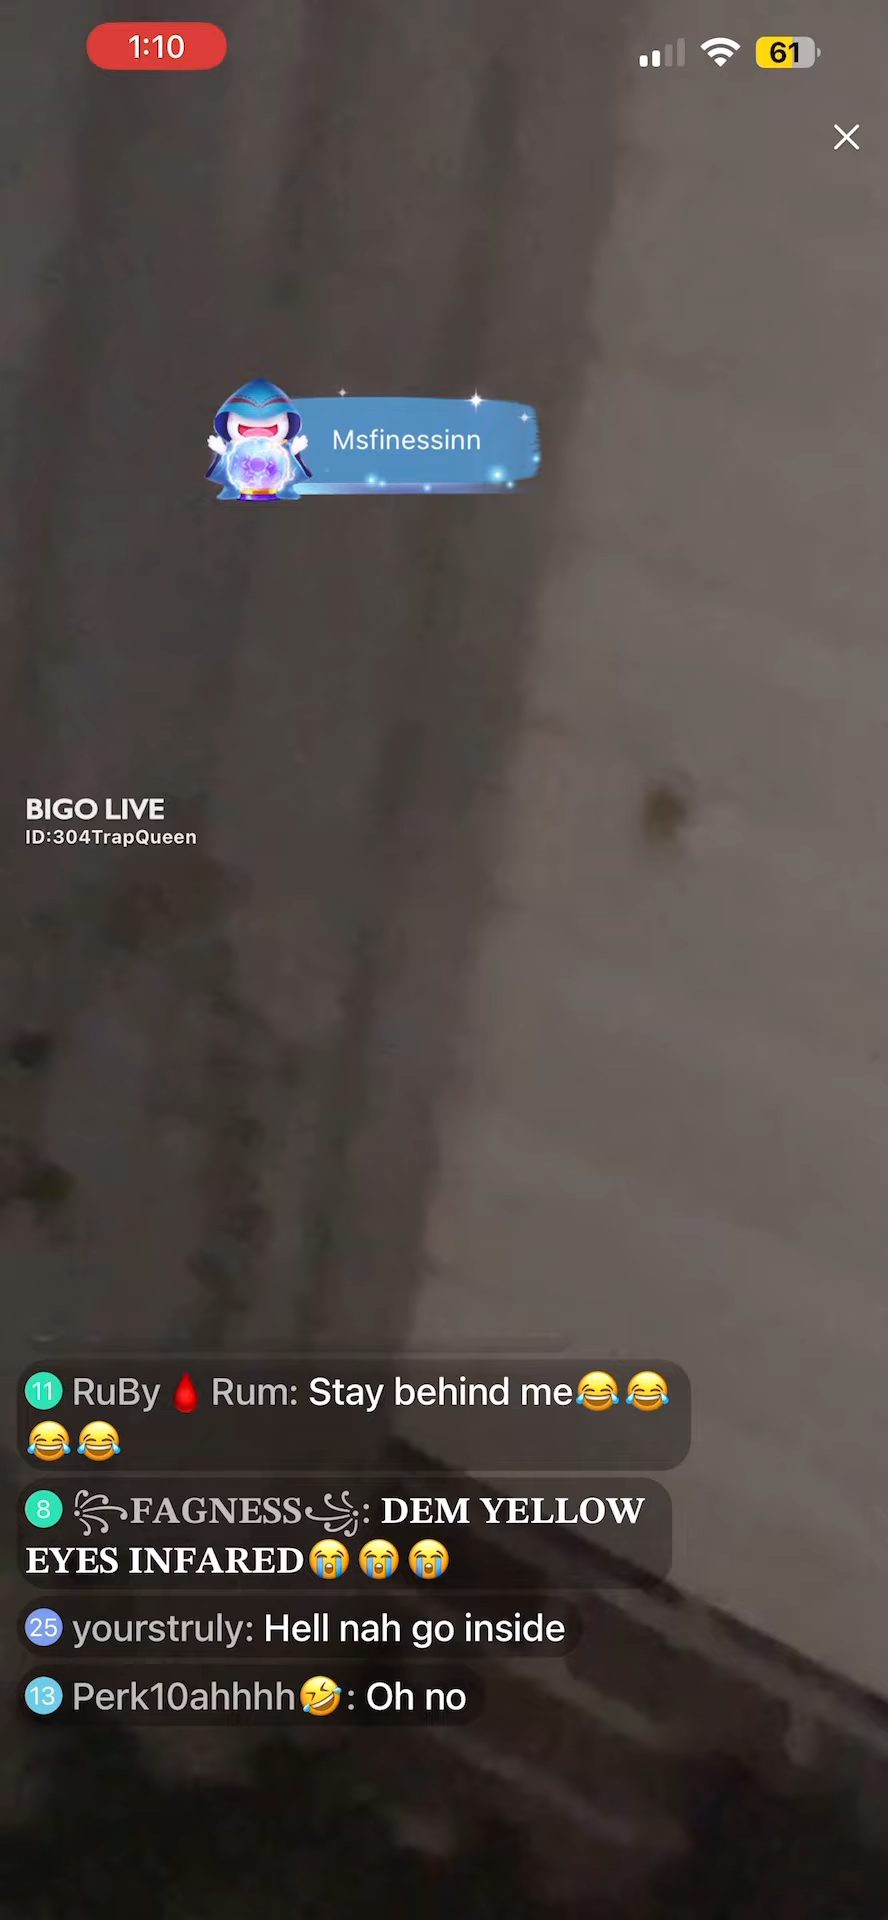 1:10
61
Msfinessinn
BIGO LIVE
ID:304TrapQueen
11 RuBy🩸Rum: Stay behind me😂😂
😂😂
8 ꧁FAGNESS꧂: DEM YELLOW
EYES INFARED😭😭😭
25 yourstruly: Hell nah go inside
13 Perk10ahhhh🤣: Oh no